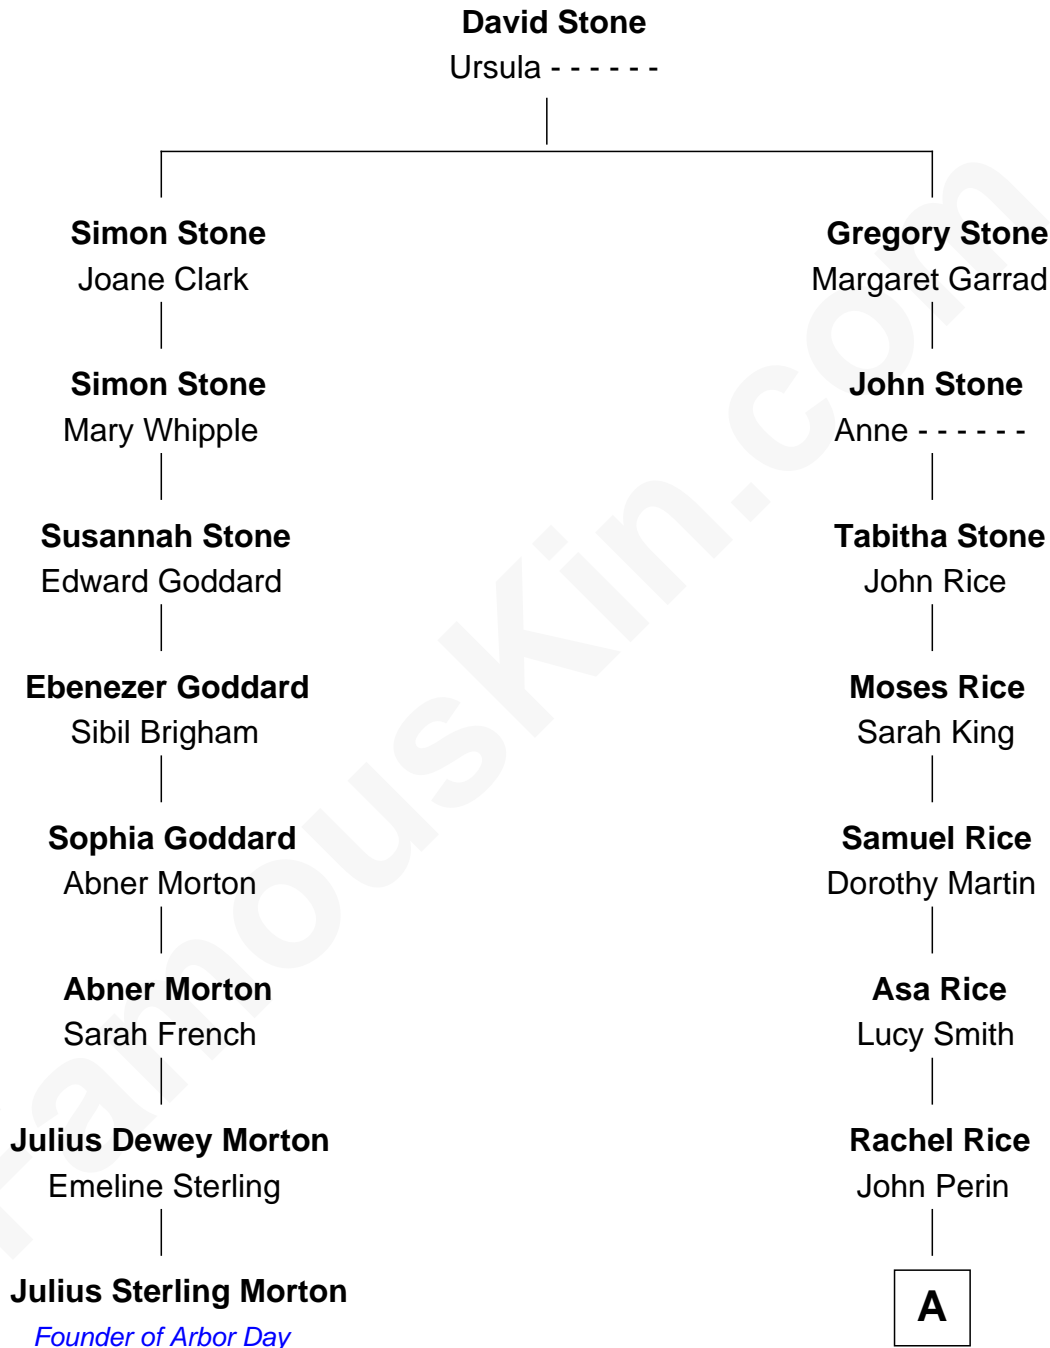 David Stone
Ursula - - - - - -
Simon Stone
Joane Clark
Gregory Stone
Margaret Garrad
Simon Stone
Mary Whipple
John Stone
Anne - - - - - -
Susannah Stone
Edward Goddard
Tabitha Stone
John Rice
Ebenezer Goddard
Sibil Brigham
Moses Rice
Sarah King
Sophia Goddard
Abner Morton
Samuel Rice
Dorothy Martin
Abner Morton
Sarah French
Asa Rice
Lucy Smith
Julius Dewey Morton
Emeline Sterling
Rachel Rice
John Perin
Julius Sterling Morton
Founder of Arbor Day
A
FamousKin.com